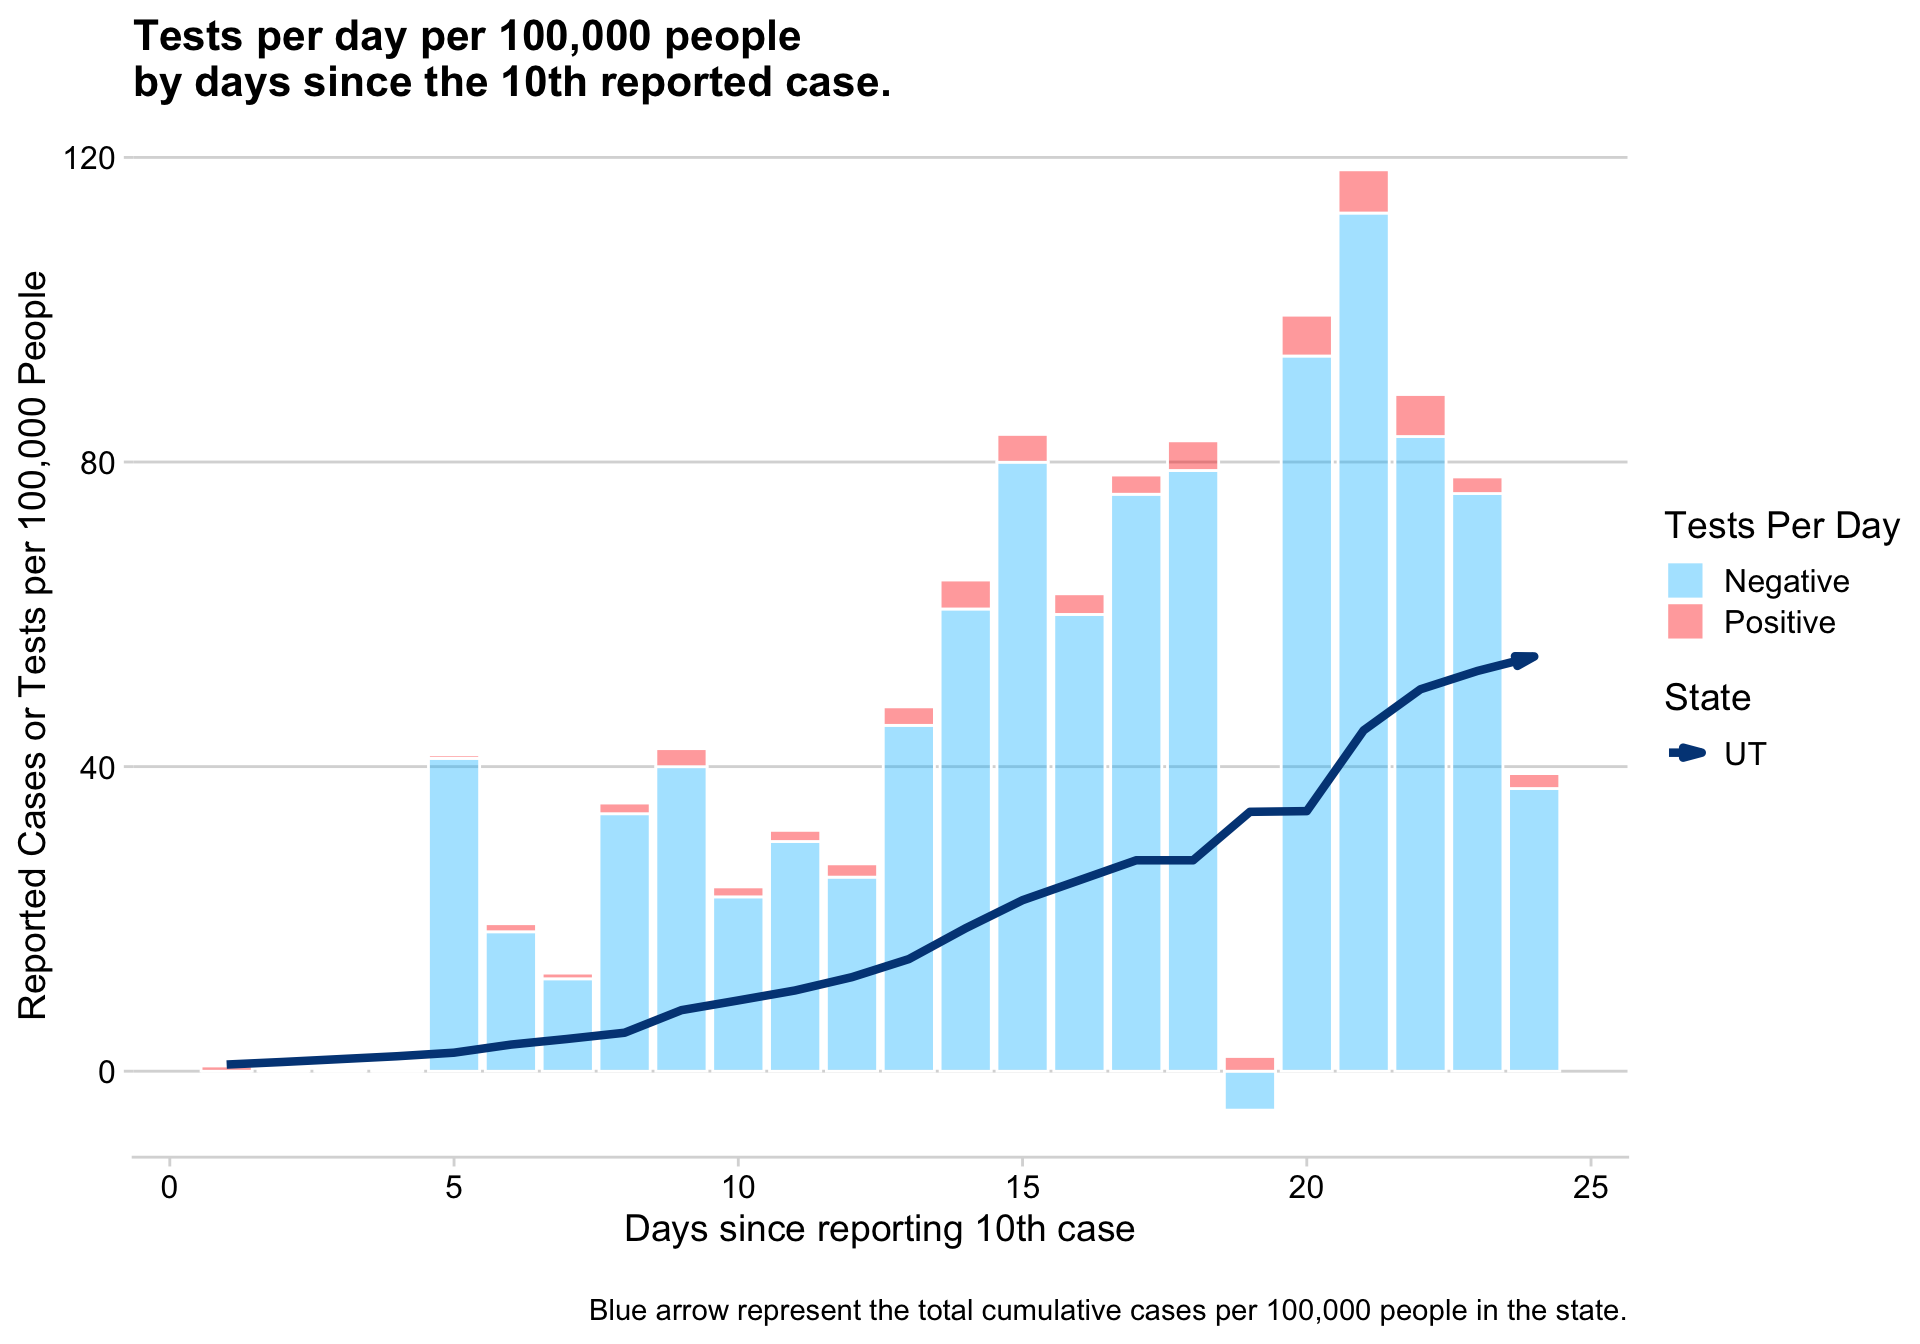 Tests per day per 100,000 people
by days since the 10th reported case.
Reported Cases or Tests per 100,000 People
120
80
40
0
0 5 10 15 20 25
Days since reporting 10th case
Tests Per Day
Negative
Positive
State
UT
Blue arrow represent the total cumulative cases per 100,000 people in the state.